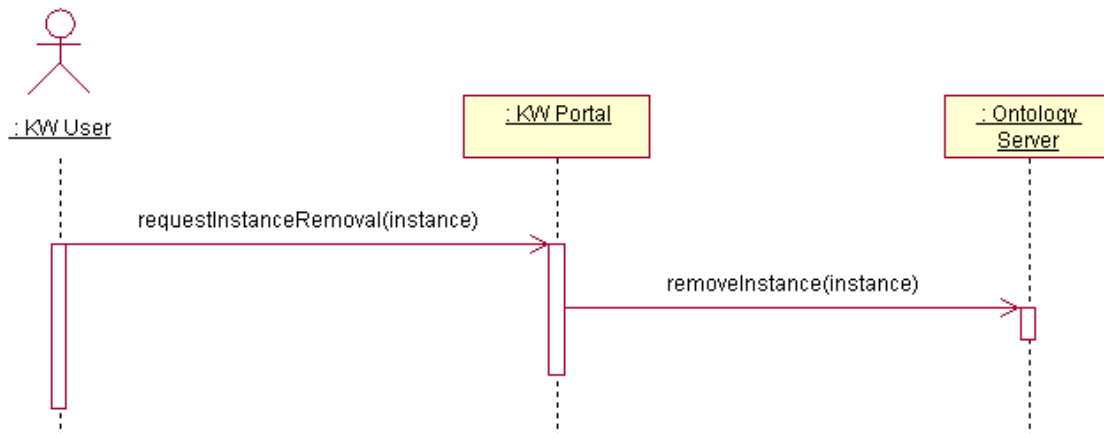 : KW User
: KW Portal
: Ontology
Server
requestInstanceRemoval(instance)
removeInstance(instance)